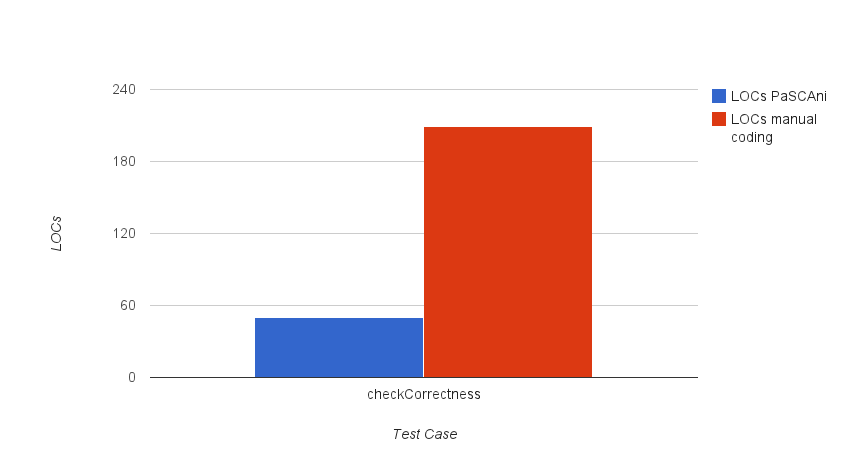 240
180
120
60
0
LOCs
checkCorrectness
Test Case
LOCs PaSCAni
LOCs manual
coding